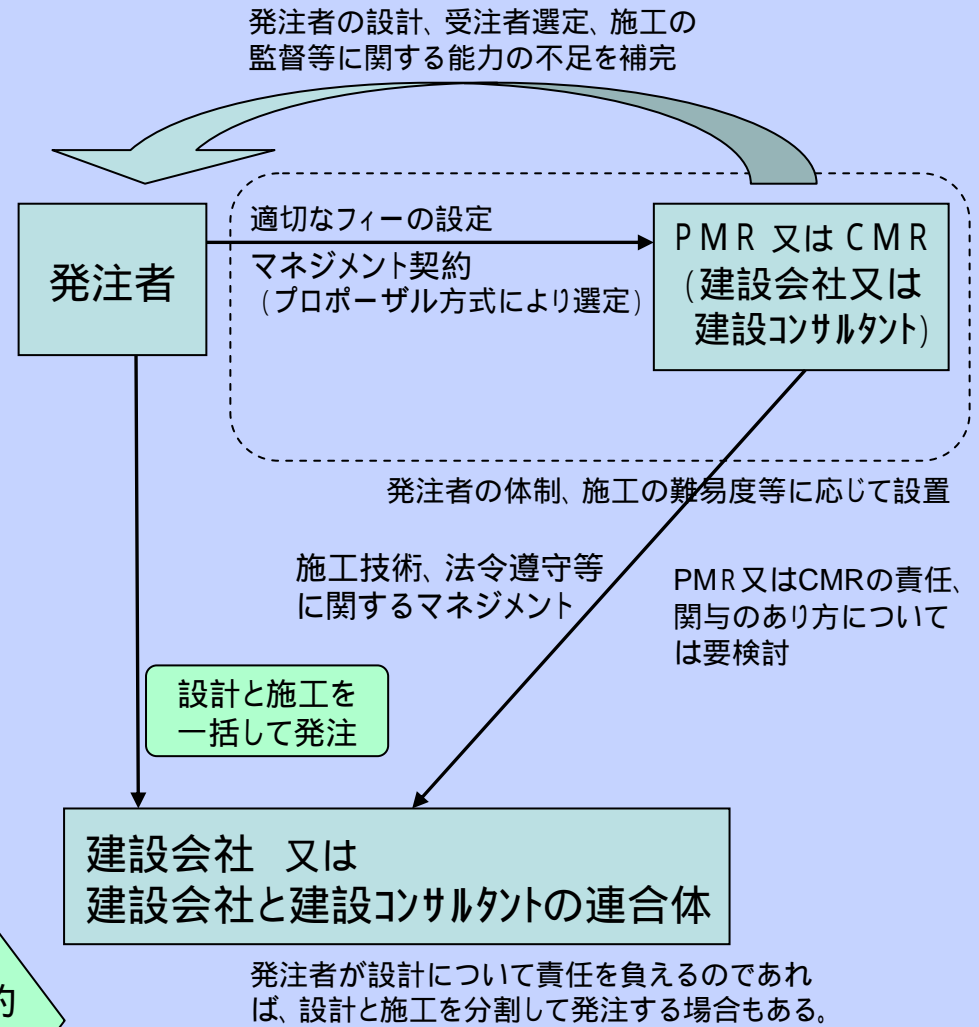 発注者の設計、受注者選定、施工の
監督等に関する能力の不足を補完
適切なフィーの設定
発注者
マネジメント契約
(プロポーザル方式により選定)
PMR 又は CMR
(建設会社又は
建設コンサルタント)
発注者の体制、施工の難易度等に応じて設置
施工技術、法令遵守等
に関するマネジメント
PMR又はCMRの責任、
関与のあり方について
は要検討
設計と施工を
一括して発注
建設会社 又は
建設会社と建設コンサルタントの連合体
発注者が設計について責任を負えるのであれ
ば、設計と施工を分割して発注する場合もある。
約